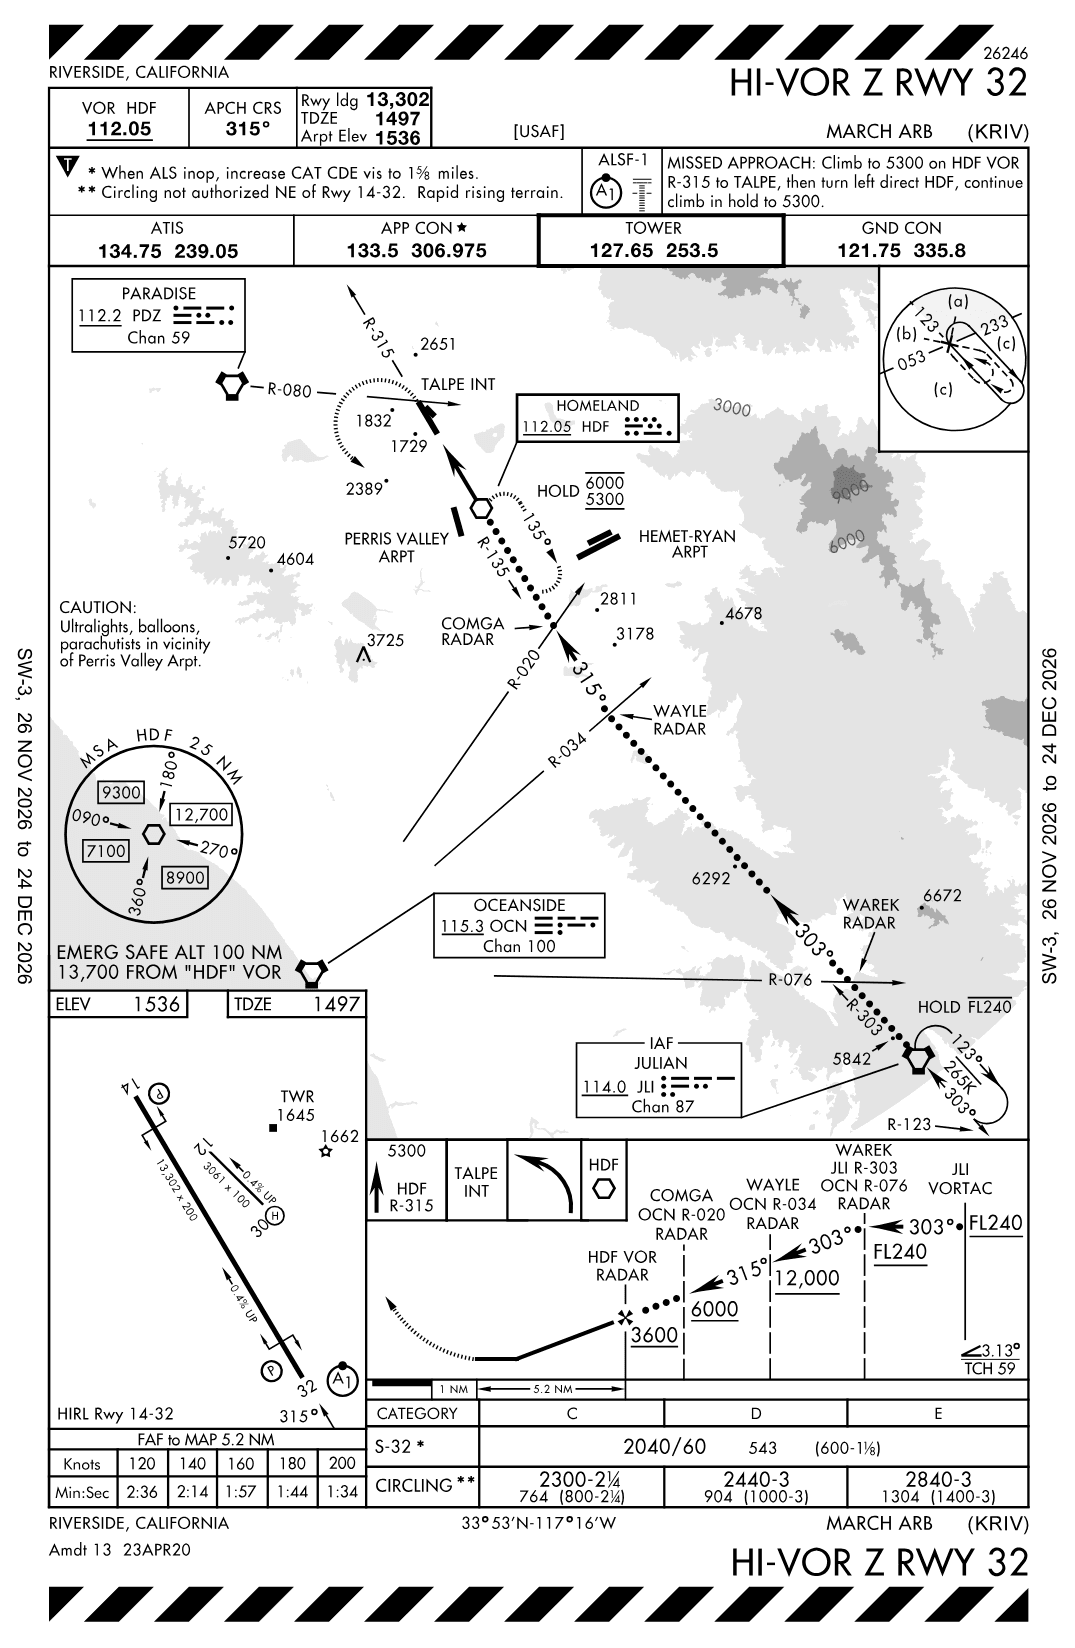 26246
RIVERSIDE, CALIFORNIA
HI-VOR Z RWY 32
VOR HDF
112.05
APCH CRS
315°
Rwy ldg 13,302
TDZE 1497
Arpt Elev 1536
[USAF]
MARCH ARB (KRIV)
T
* When ALS inop, increase CAT CDE vis to 1⅝ miles.
** Circling not authorized NE of Rwy 14-32. Rapid rising terrain.
ALSF-1
A1
MISSED APPROACH: Climb to 5300 on HDF VOR
R-315 to TALPE, then turn left direct HDF, continue
climb in hold to 5300.
ATIS
134.75 239.05
APP CON ★
133.5 306.975
TOWER
127.65 253.5
GND CON
121.75 335.8
PARADISE
112.2 PDZ
Chan 59
R-315
2651
R-080
TALPE INT
1832
1729
2389
HOMELAND
112.05 HDF
3000
(a)
123
(b)
233
(c)
053
(c)
HOLD 6000
5300
9000
6000
135°
R-135
PERRIS VALLEY
ARPT
HEMET-RYAN
ARPT
5720
4604
2811
4678
3178
3725
CAUTION:
Ultralights, balloons,
parachutists in vicinity
of Perris Valley Arpt.
COMGA
RADAR
R-020
315°
WAYLE
RADAR
R-034
MSA HDF 25 NM
180°
9300
12,700
090°
270°
7100
8900
360°
6292
6672
WAREK
RADAR
303°
OCEANSIDE
115.3 OCN
Chan 100
EMERG SAFE ALT 100 NM
13,700 FROM "HDF" VOR
R-076
R-303
HOLD FL240
5842
123°
265K
303°
R-123
IAF
JULIAN
114.0 JLI
Chan 87
SW-3, 26 NOV 2026 to 24 DEC 2026
SW-3, 26 NOV 2026 to 24 DEC 2026
ELEV 1536
TDZE 1497
14
P
TWR
1645
1662
12
0.4% UP
3061 x 100
30
H
13,302 x 200
0.4% UP
P
32
A1
315°
HIRL Rwy 14-32
FAF to MAP 5.2 NM
Knots 120 140 160 180 200
Min:Sec 2:36 2:14 1:57 1:44 1:34
5300
HDF
R-315
TALPE
INT
HDF
HDF VOR
RADAR
COMGA
OCN R-020
RADAR
WAYLE
OCN R-034
RADAR
WAREK
JLI R-303
OCN R-076
RADAR
JLI
VORTAC
303°
FL240
303°
FL240
315°
12,000
6000
3600
3.13°
TCH 59
1 NM
5.2 NM
CATEGORY C D E
S-32 * 2040/60 543 (600-1⅛)
CIRCLING ** 2300-2¼ 2440-3 2840-3
764 (800-2¼) 904 (1000-3) 1304 (1400-3)
RIVERSIDE, CALIFORNIA
33°53'N-117°16'W
MARCH ARB (KRIV)
Amdt 13 23APR20
HI-VOR Z RWY 32